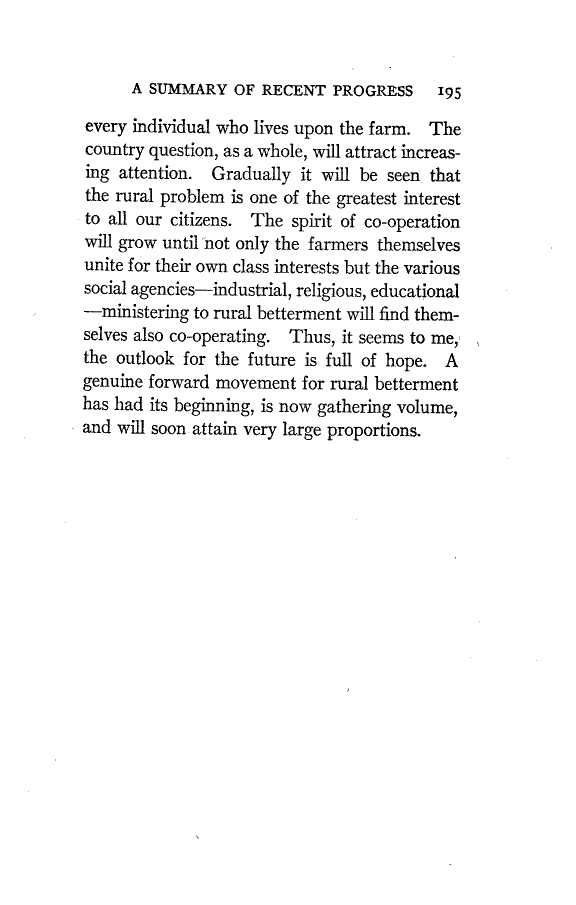 A SUMMARY OF RECENT PROGRESS 195
every individual who lives upon the farm. The
country question, as a whole, will attract increas-
ing attention. Gradually it will be seen that
the rural problem is one of the greatest interest
to all our citizens. The spirit of co-operation
will grow until not only the farmers themselves
unite for their own class interests but the various
social agencies—industrial, religious, educational
—ministering to rural betterment will find them-
selves also co-operating. Thus, it seems to me,
the outlook for the future is full of hope. A
genuine forward movement for rural betterment
has had its beginning, is now gathering volume,
and will soon attain very large proportions.